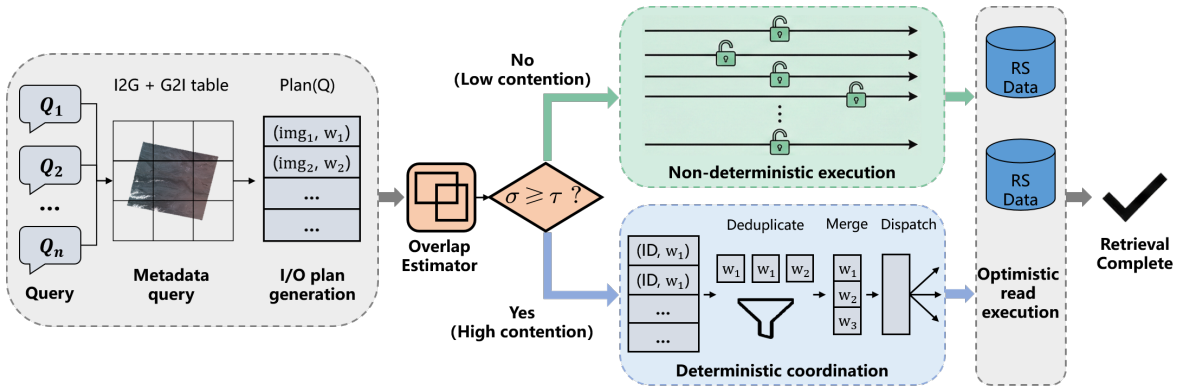 I2G + G2I table
Plan(Q)
Q1
Q2
...
Qn
(img1, w1)
(img2, w2)
...
...
Query
Metadata
query
I/O plan
generation
Overlap
Estimator
σ ≥ τ ?
No
(Low contention)
Yes
(High contention)
Non-deterministic execution
Deduplicate
Merge
Dispatch
(ID, w1)
(ID, w1)
...
...
w1 w1 w2
w1
w2
w3
Deterministic coordination
RS
Data
RS
Data
Optimistic
read
execution
Retrieval
Complete